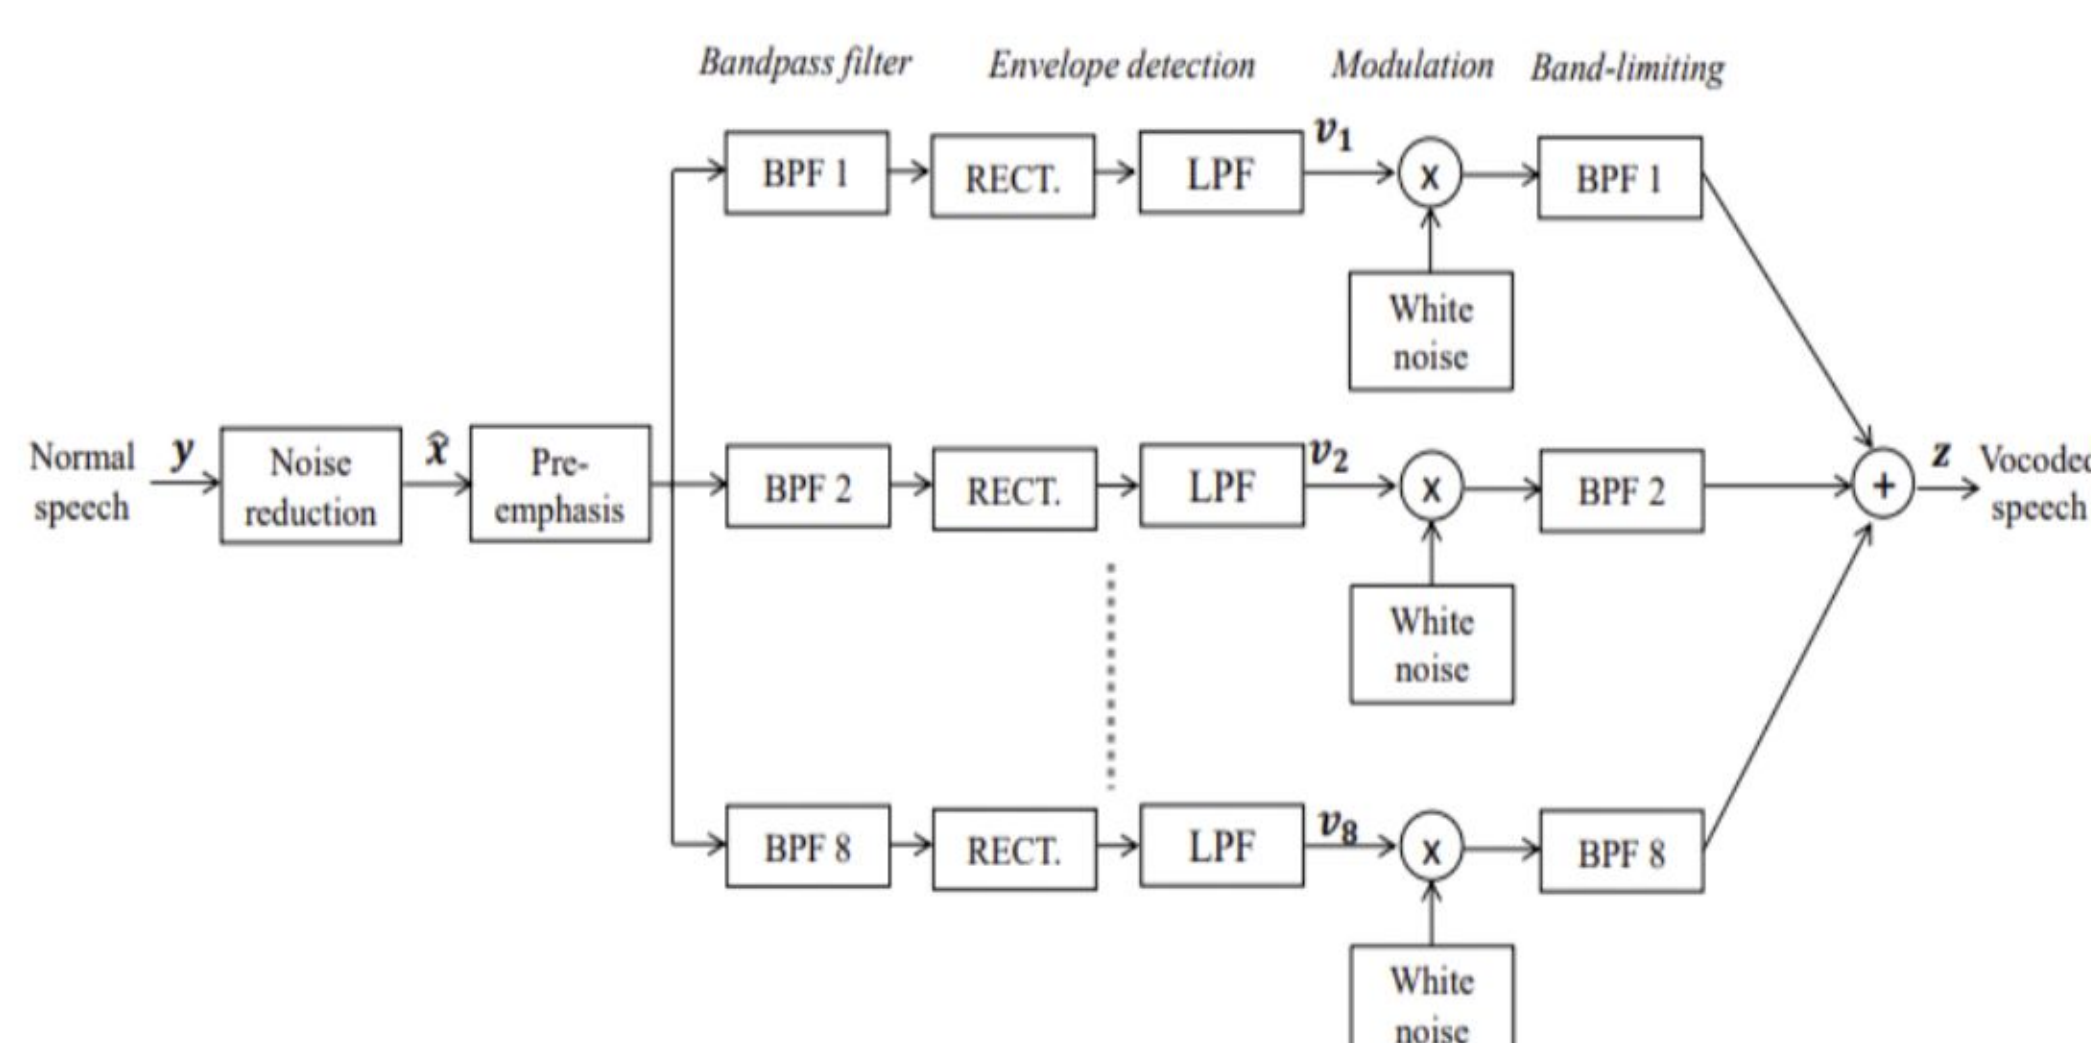 Bandpass filter Envelope detection Modulation Band-limiting
BPF 1 RECT. LPF v₁ x BPF 1
White
noise
Normal
speech
y
Noise
reduction
x̂
Pre-
emphasis
BPF 2 RECT. LPF v₂ x BPF 2
+
z
Vocoded
speech
White
noise
BPF 8 RECT. LPF v₈ x BPF 8
White
noise